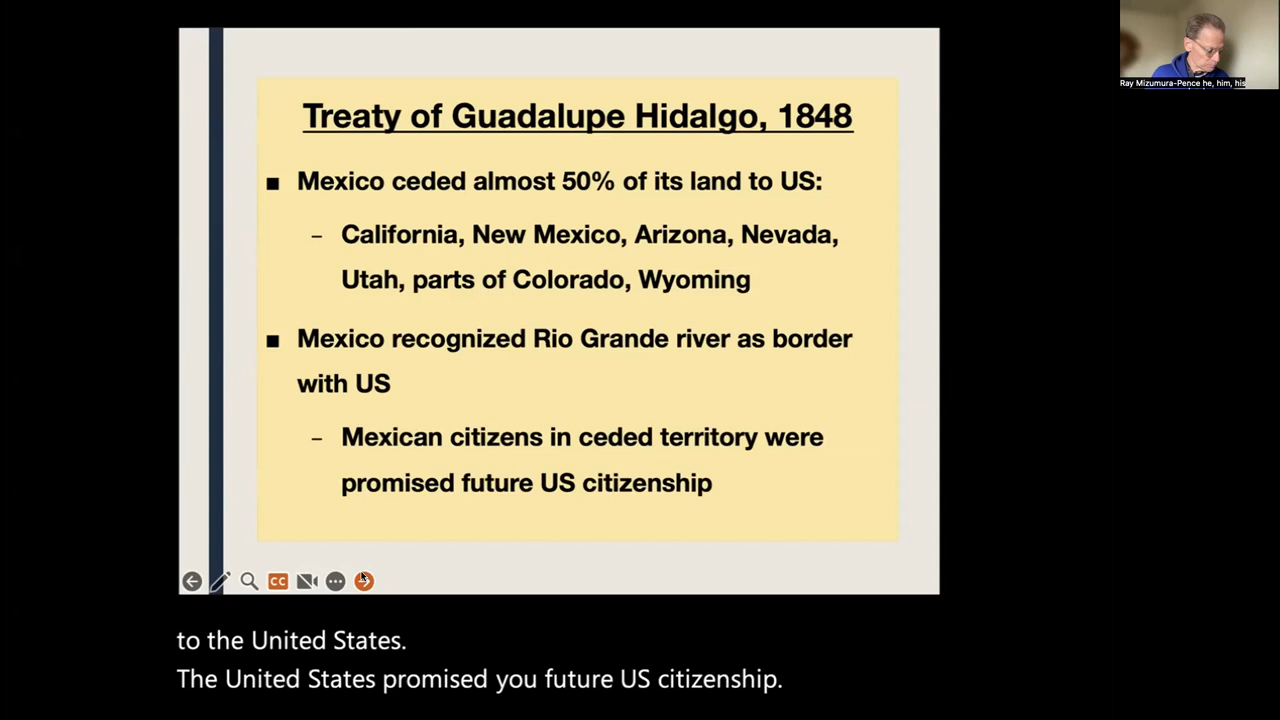 Treaty of Guadalupe Hidalgo, 1848
■ Mexico ceded almost 50% of its land to US:
– California, New Mexico, Arizona, Nevada,
Utah, parts of Colorado, Wyoming
■ Mexico recognized Rio Grande river as border
with US
– Mexican citizens in ceded territory were
promised future US citizenship
CC
to the United States.
The United States promised you future US citizenship.
Ray Mizumura-Pence he, him, his